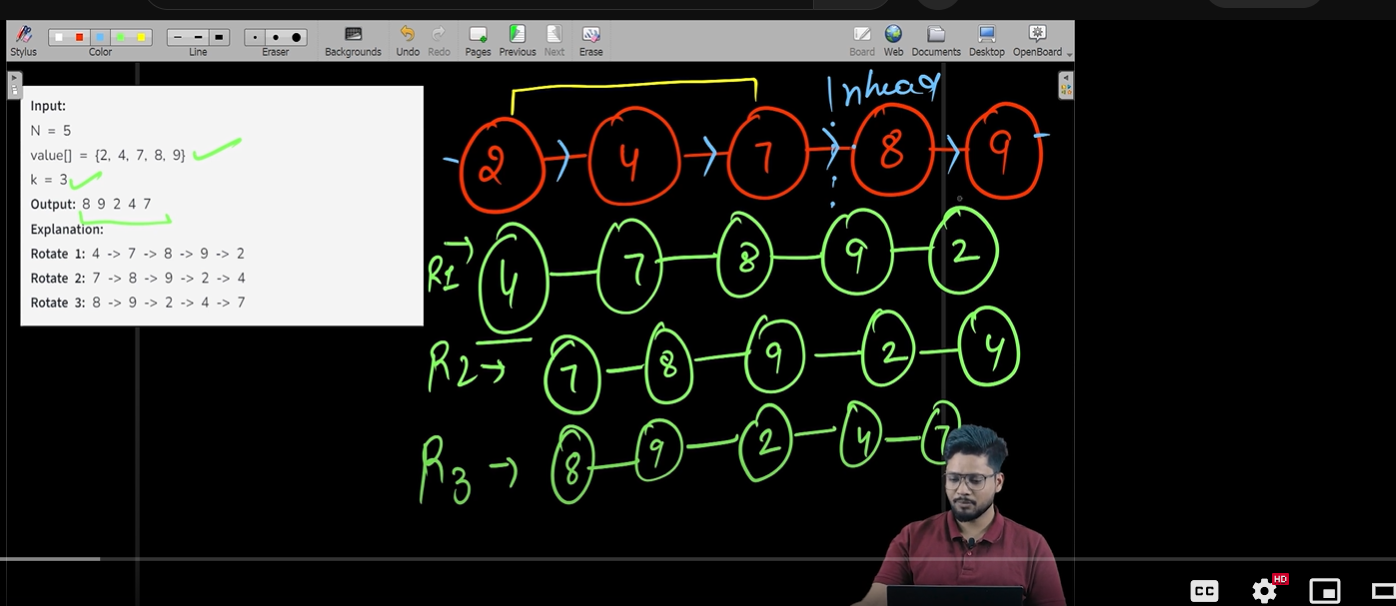 Stylus Color Line Eraser Backgrounds Undo Redo Pages Previous Next Erase Board Web Documents Desktop OpenBoard
Input:
N = 5
value[] = {2, 4, 7, 8, 9}
k = 3
Output: 8 9 2 4 7
Explanation:
Rotate 1: 4 -> 7 -> 8 -> 9 -> 2
Rotate 2: 7 -> 8 -> 9 -> 2 -> 4
Rotate 3: 8 -> 9 -> 2 -> 4 -> 7
nhead
2 4 7 8 9
R1 → 4 7 8 9 2
R2 → 7 8 9 2 4
R3 → 8 9 2 4 7
CC HD